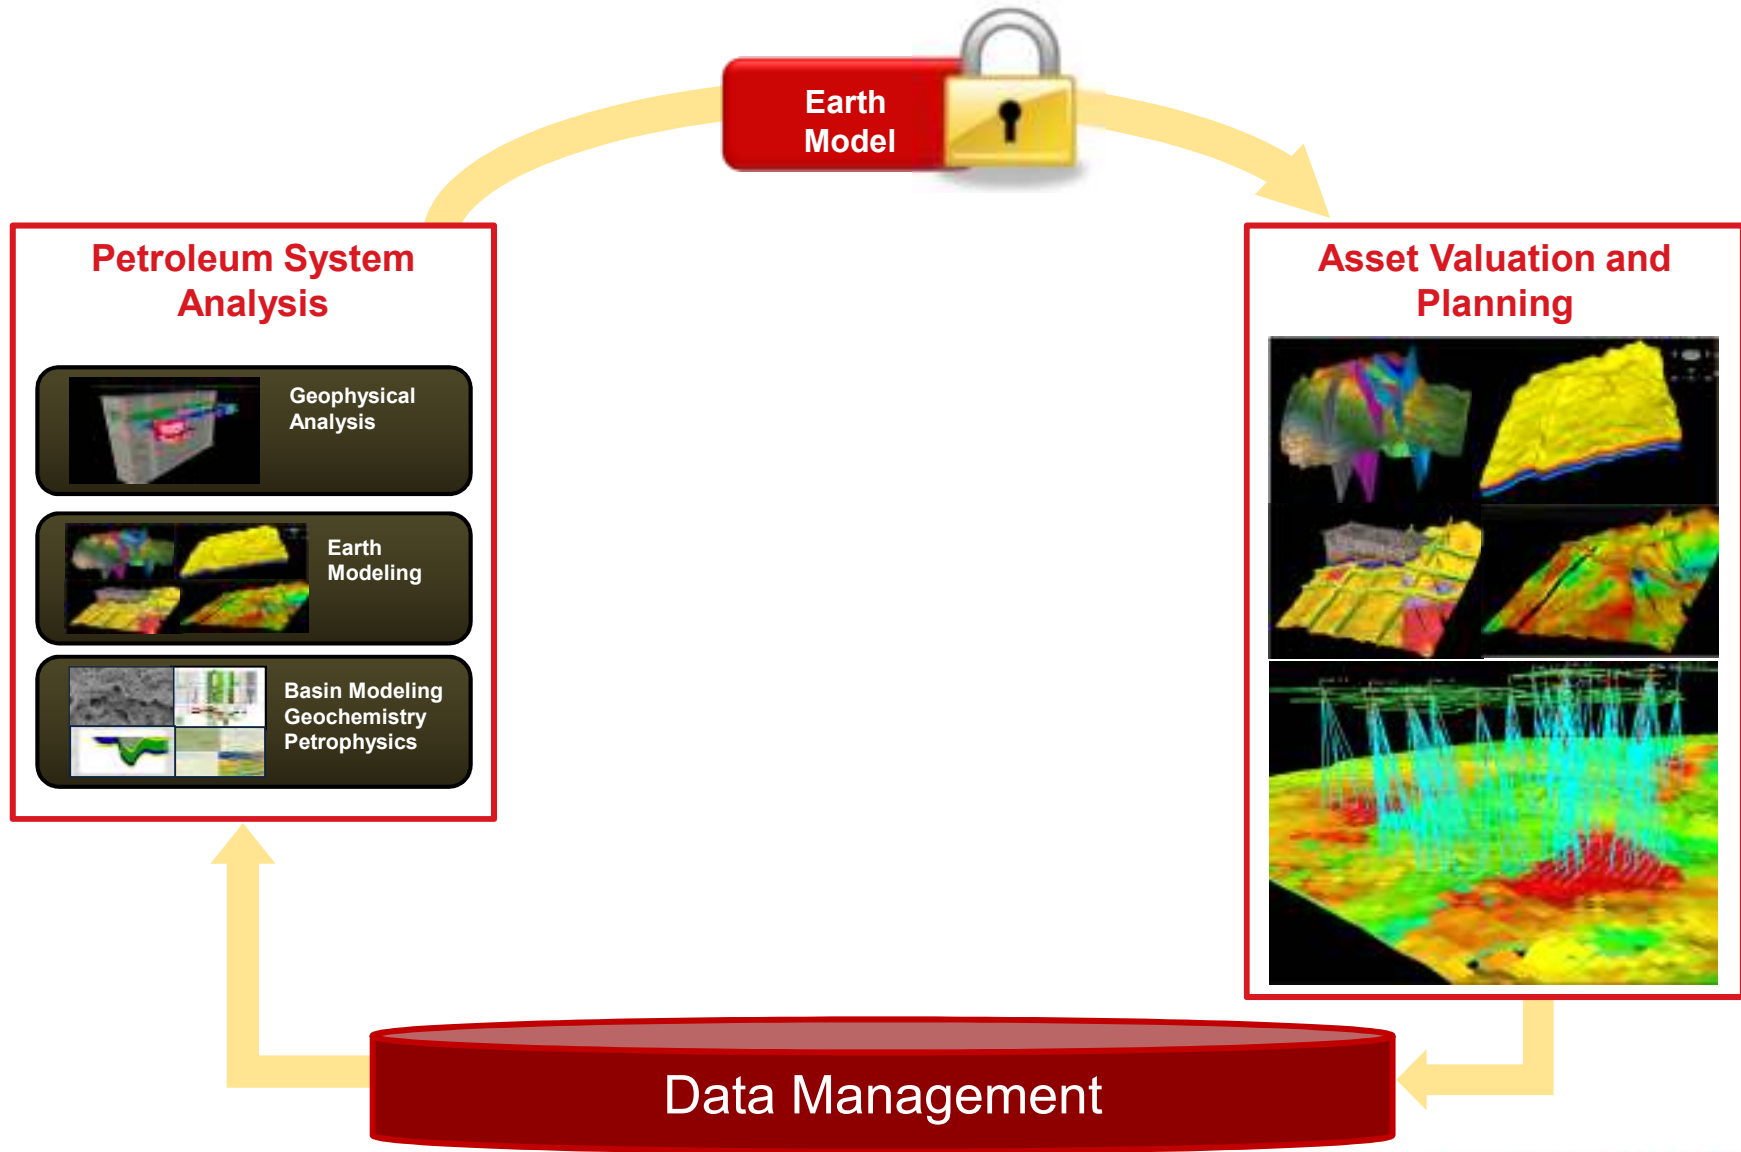 Earth
Model
Petroleum System
Analysis
Geophysical
Analysis
Earth
Modeling
Basin Modeling
Geochemistry
Petrophysics
Asset Valuation and
Planning
Data Management